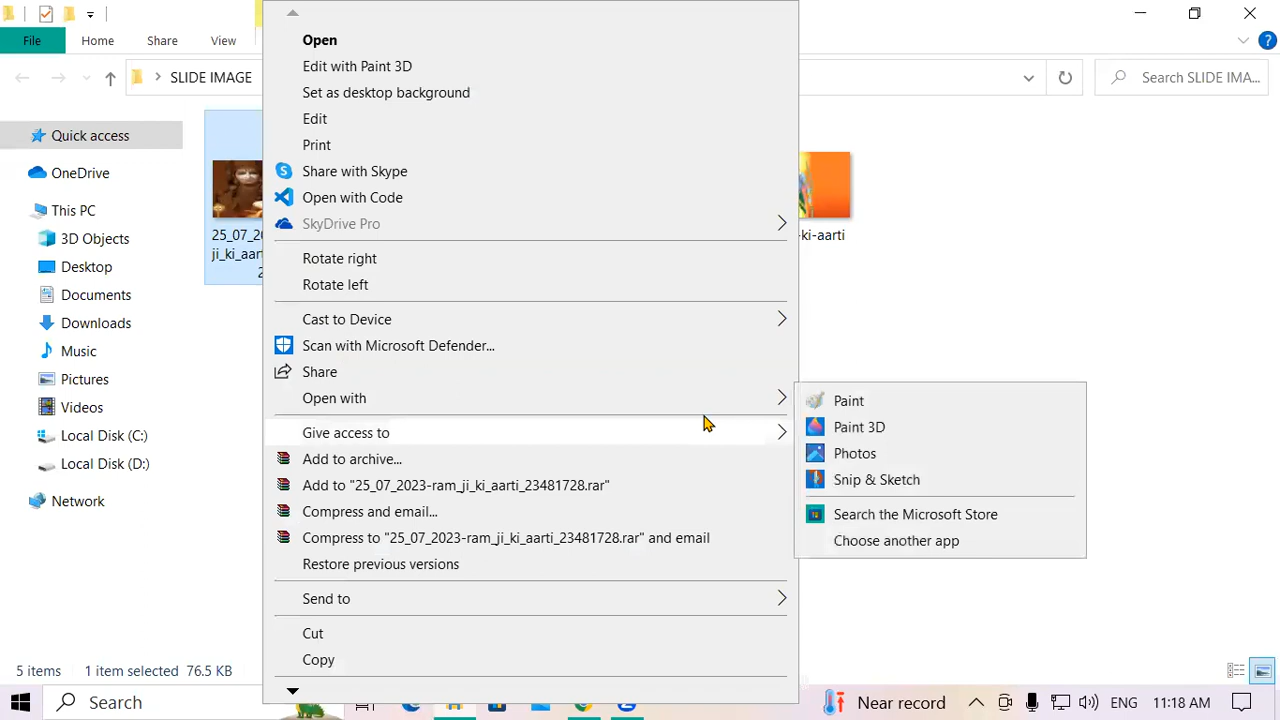 File
Home
Share
View
SLIDE IMAGE
Search SLIDE IMA...
Quick access
OneDrive
This PC
3D Objects
Desktop
Documents
Downloads
Music
Pictures
Videos
Local Disk (C:)
Local Disk (D:)
Network
25_07_20
ji_ki_aarti
2
-ki-aarti
Open
Edit with Paint 3D
Set as desktop background
Edit
Print
Share with Skype
Open with Code
SkyDrive Pro
Rotate right
Rotate left
Cast to Device
Scan with Microsoft Defender...
Share
Open with
Give access to
Add to archive...
Add to "25_07_2023-ram_ji_ki_aarti_23481728.rar"
Compress and email...
Compress to "25_07_2023-ram_ji_ki_aarti_23481728.rar" and email
Restore previous versions
Send to
Cut
Copy
Paint
Paint 3D
Photos
Snip & Sketch
Search the Microsoft Store
Choose another app
5 items
1 item selected 76.5 KB
Search
Near record
ENG
11:18 AM